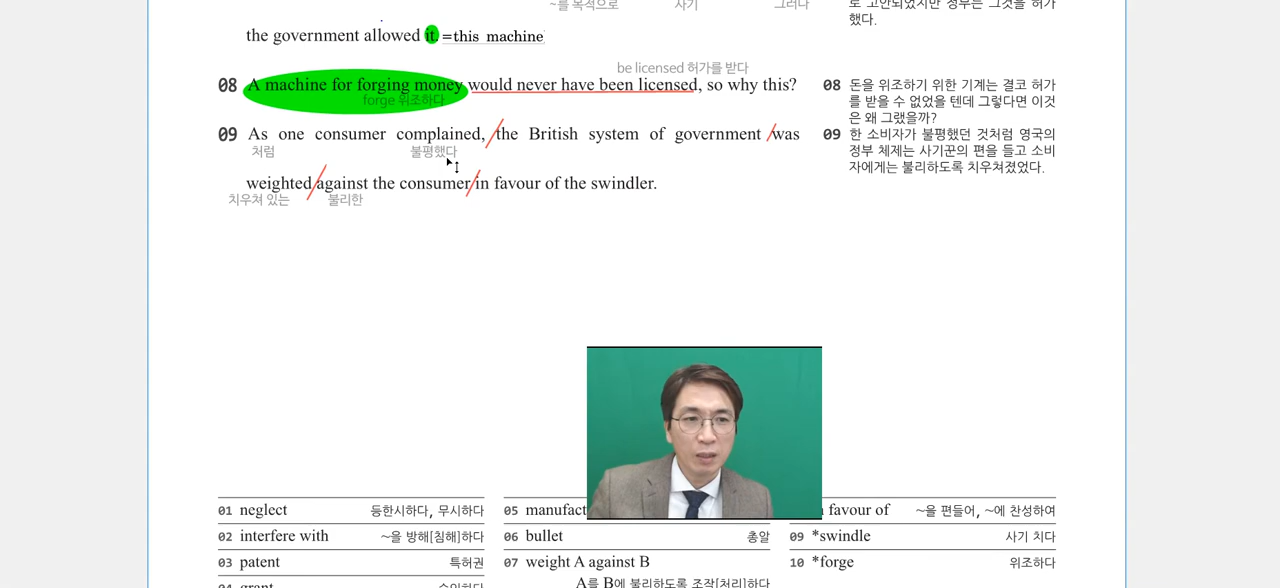 ~를 목적으로 사기 그러나
the government allowed it. =this machine
로 고안되었지만 정부는 그것을 허가
했다.
be licensed 허가를 받다
08 A machine for forging money would never have been licensed, so why this?
forge 위조하다
08 돈을 위조하기 위한 기계는 결코 허가
를 받을 수 없었을 텐데 그렇다면 이것
은 왜 그랬을까?
09 As one consumer complained, the British system of government was
처럼 불평했다
weighted against the consumer in favour of the swindler.
치우쳐 있는 불리한
09 한 소비자가 불평했던 것처럼 영국의
정부 체제는 사기꾼의 편을 들고 소비
자에게는 불리하도록 치우쳐졌었다.
01 neglect 등한시하다, 무시하다
02 interfere with ~을 방해[침해]하다
03 patent 특허권
04 grant 승인하다
05 manufact
06 bullet 총알
07 weight A against B
A를 B에 불리하도록 조작[처리]하다
favour of ~을 편들어, ~에 찬성하여
09 *swindle 사기 치다
10 *forge 위조하다